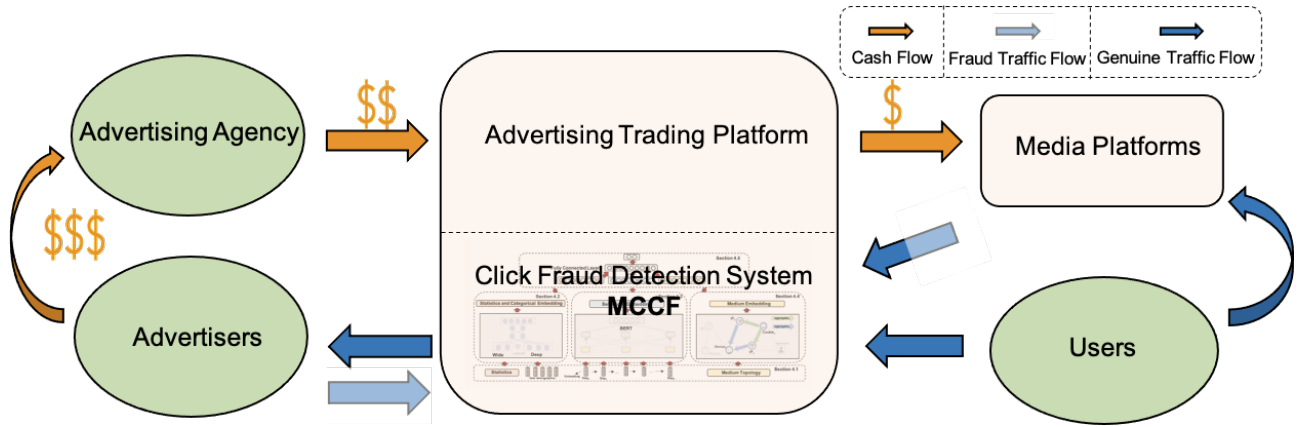 Cash Flow
Fraud Traffic Flow
Genuine Traffic Flow
Advertising Agency
$$
Advertising Trading Platform
$
Media Platforms
$$$
Click Fraud Detection System
MCCF
Section 4.5
Section 4.2
Statistics and Categorical Embedding
Section 4.4
Medium Embedding
BERT
Wide
Deep
Statistics
Medium Topology
Section 4.1
Advertisers
Users